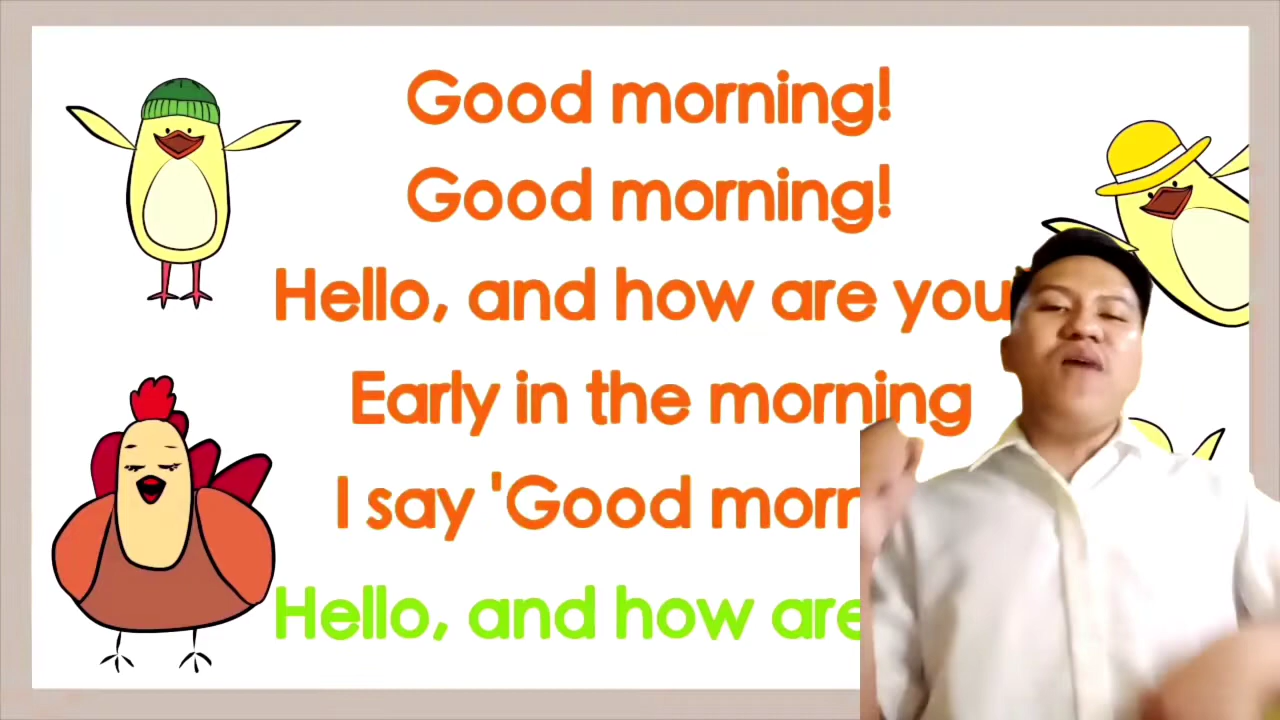 Good morning!
Good morning!
Hello, and how are you
Early in the morning
I say 'Good morn
Hello, and how are